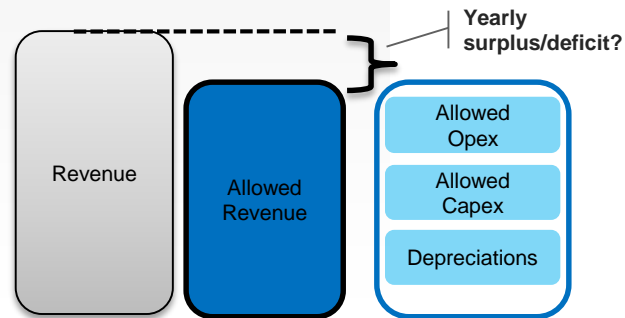 Yearly
surplus/deficit?
Revenue
Allowed
Revenue
Allowed
Opex
Allowed
Capex
Depreciations